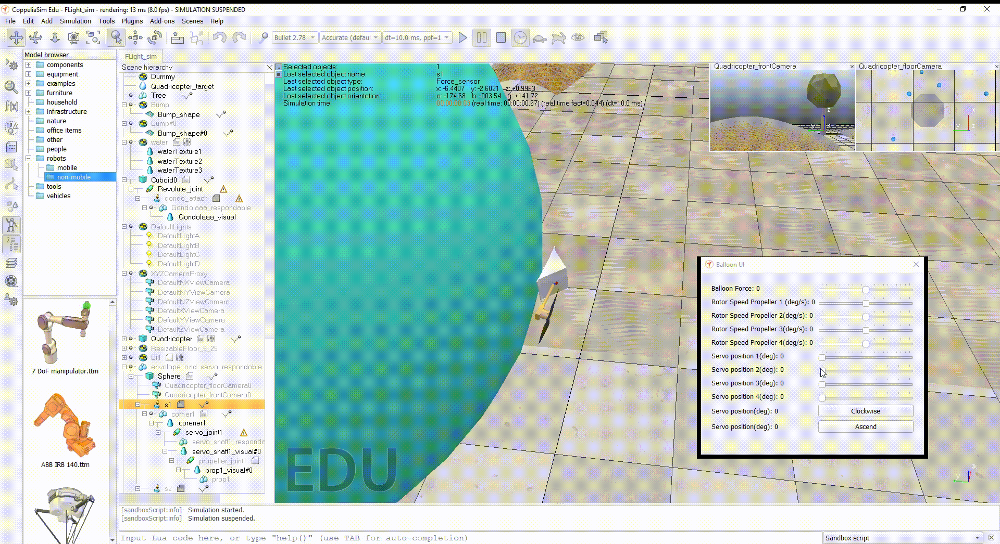 CoppeliaSim Edu - FLight_sim - rendering: 13 ms (8.0 fps) - SIMULATION SUSPENDED
File Edit Add Simulation Tools Plugins Add-ons Scenes Help
Bullet 2.78 Accurate (defaul dt=10.0 ms, ppf=1
f(x)
Model browser
components
equipment
examples
furniture
household
infrastructure
nature
office items
other
people
robots
mobile
non-mobile
tools
vehicles
7 DoF manipulator.ttm
ABB IRB 140.ttm
FLight_sim
Scene hierarchy
Dummy
Quadricopter_target
Tree
Bump
Bump_shape
Bump#0
Bump_shape#0
water
waterTexture1
waterTexture2
waterTexture3
Cuboid0
Revolute_joint
gondo_attach
Gondolaaa_respondable
Gondolaaa_visual
DefaultLights
DefaultLightA
DefaultLightB
DefaultLightC
DefaultLightD
XYZCameraProxy
DefaultNXViewCamera
DefaultNYViewCamera
DefaultNZViewCamera
DefaultXViewCamera
DefaultYViewCamera
DefaultZViewCamera
Quadricopter
ResizableFloor_5_25
Bill
envolope_and_servo_respondable
Sphere
Quadricopter_floorCamera0
Quadricopter_frontCamera0
s1
corner1
corener1
servo_joint1
servo_shaft1_responda
servo_shaft1_visual#0
propeller_joint1
prop1_visual#0
prop1
s2
Selected objects: 1
Last selected object name: s1
Last selected object type: Force_sensor
Last selected object position: x: -6.4407 y: -2.6021 z: +0.9963
Last selected object orientation: a: -174.68 b: -003.54 g: +141.72
Simulation time: 00:00:00.03 (real time: 00:00:00.67) (real time fact=0.044) (dt=10.0 ms)
Quadricopter_frontCamera
z
y x
Quadricopter_floorCamera
x
y z
EDU
Balloon UI
Balloon Force: 0
Rotor Speed Propeller 1 (deg/s): 0
Rotor Speed Propeller 2(deg/s): 0
Rotor Speed Propeller 3(deg/s): 0
Rotor Speed Propeller 4(deg/s): 0
Servo position 1(deg): 0
Servo position 2(deg): 0
Servo position 3(deg): 0
Servo position 4(deg): 0
Servo position(deg): 0 Clockwise
Servo position(deg): 0 Ascend
x
y
[sandboxScript:info] Simulation started.
[sandboxScript:info] Simulation suspended.
Input Lua code here, or type "help()" (use TAB for auto-completion)
Sandbox script